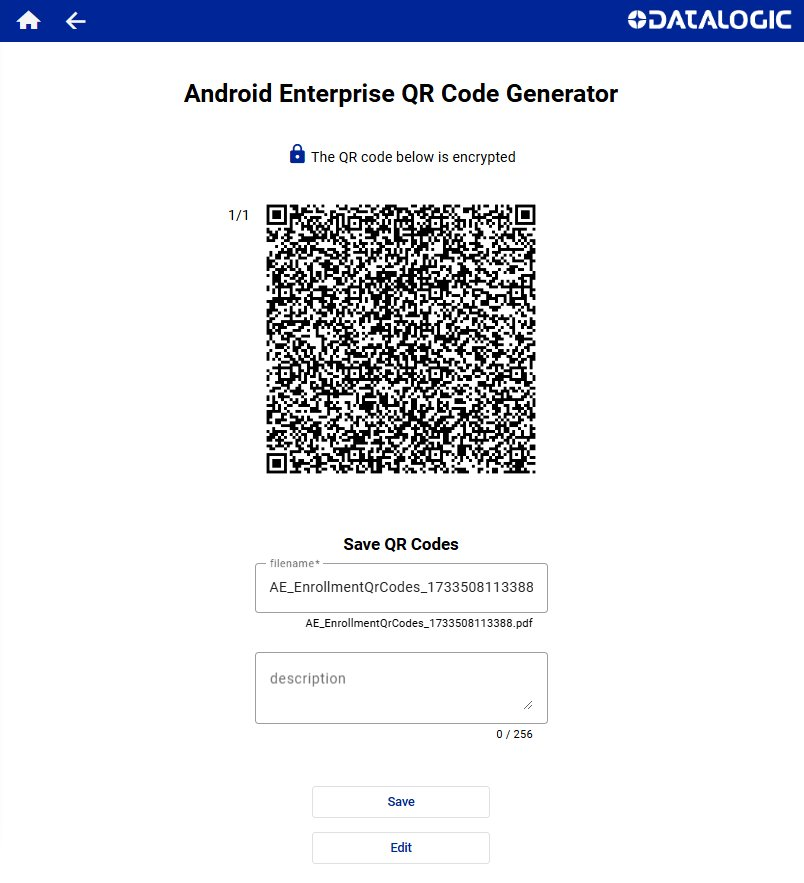 DATALOGIC
Android Enterprise QR Code Generator
The QR code below is encrypted
1/1
Save QR Codes
filename*
AE_EnrollmentQrCodes_1733508113388
AE_EnrollmentQrCodes_1733508113388.pdf
description
0 / 256
Save
Edit